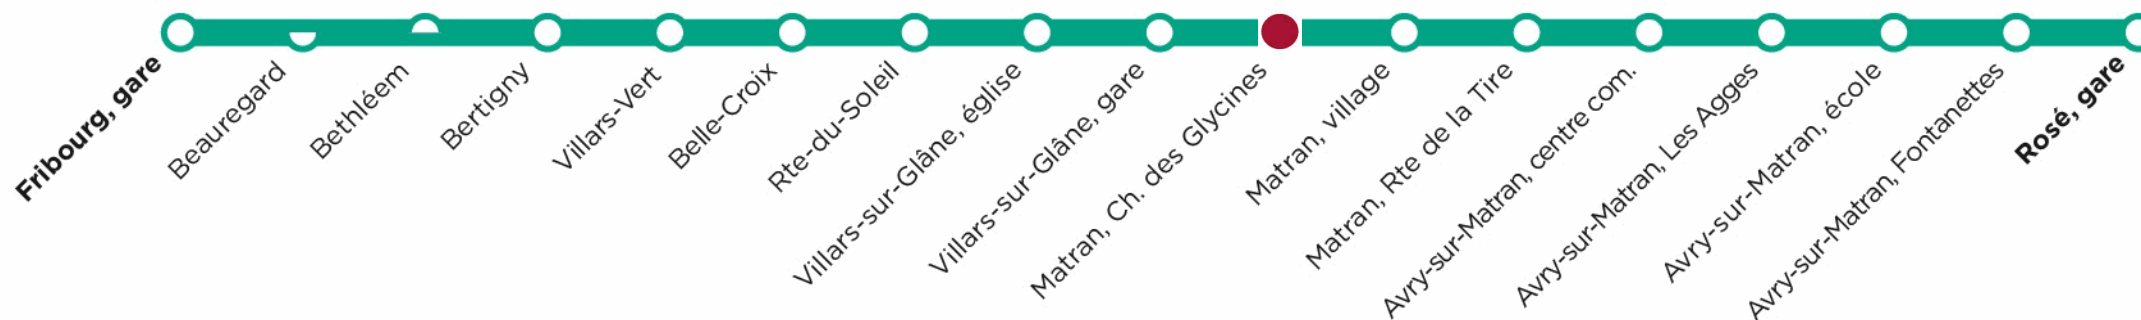 Fribourg, gare
Beauregard
Bethléem
Bertigny
Villars-Vert
Belle-Croix
Rte-du-Soleil
Villars-sur-Glâne, église
Villars-sur-Glâne, gare
Matran, Ch. des Glycines
Matran, village
Matran, Rte de la Tire
Avry-sur-Matran, centre com.
Avry-sur-Matran, Les Agges
Avry-sur-Matran, école
Avry-sur-Matran, Fontanettes
Rosé, gare